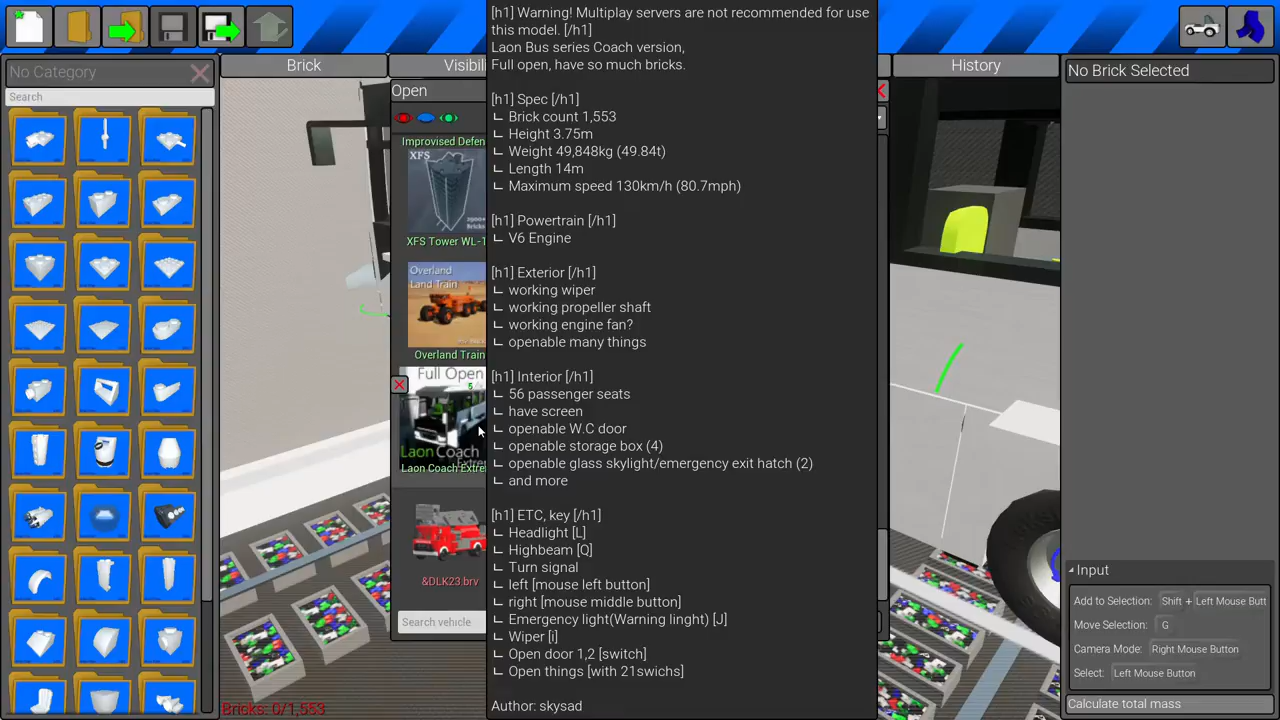 No Category
Search
Brick
Visibili
History
No Brick Selected
Open
Improvised Defen
XFS
2900+
Bricks
XFS Tower WL-1
Overland
Land Train
Overland Train
Full Open
Laon Coach
Extre
Laon Coach Extre
&DLK23.brv
Search vehicle
Bricks: 0/1,553
[h1] Warning! Multiplay servers are not recommended for use
this model. [/h1]
Laon Bus series Coach version,
Full open, have so much bricks.
[h1] Spec [/h1]
∟ Brick count 1,553
∟ Height 3.75m
∟ Weight 49,848kg (49.84t)
∟ Length 14m
∟ Maximum speed 130km/h (80.7mph)
[h1] Powertrain [/h1]
∟ V6 Engine
[h1] Exterior [/h1]
∟ working wiper
∟ working propeller shaft
∟ working engine fan?
∟ openable many things
[h1] Interior [/h1]
∟ 56 passenger seats
∟ have screen
∟ openable W.C door
∟ openable storage box (4)
∟ openable glass skylight/emergency exit hatch (2)
∟ and more
[h1] ETC, key [/h1]
∟ Headlight [L]
∟ Highbeam [Q]
∟ Turn signal
∟ left [mouse left button]
∟ right [mouse middle button]
∟ Emergency light(Warning linght) [J]
∟ Wiper [i]
∟ Open door 1,2 [switch]
∟ Open things [with 21swichs]
Author: skysad
Input
Add to Selection: Shift + Left Mouse Butt
Move Selection: G
Camera Mode: Right Mouse Button
Select: Left Mouse Button
Calculate total mass